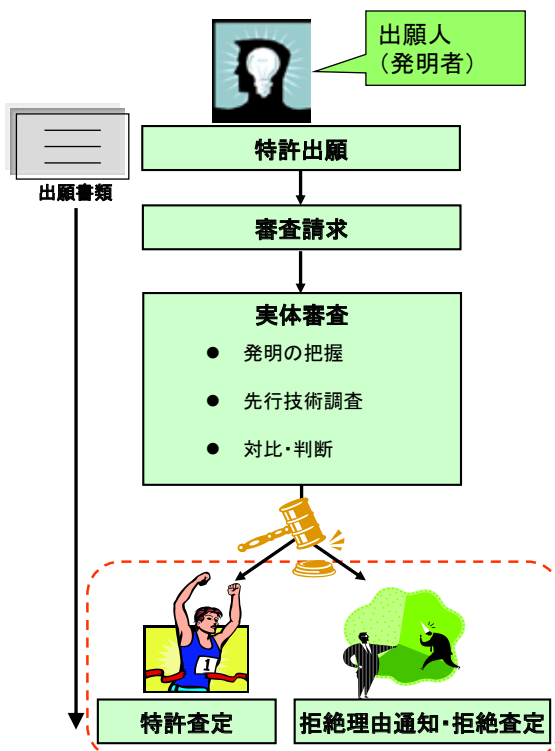 出願人
(発明者)
特許出願
出願書類
審査請求
実体審査
● 発明の把握
● 先行技術調査
● 対比・判断
1
特許査定
拒絶理由通知・拒絶査定